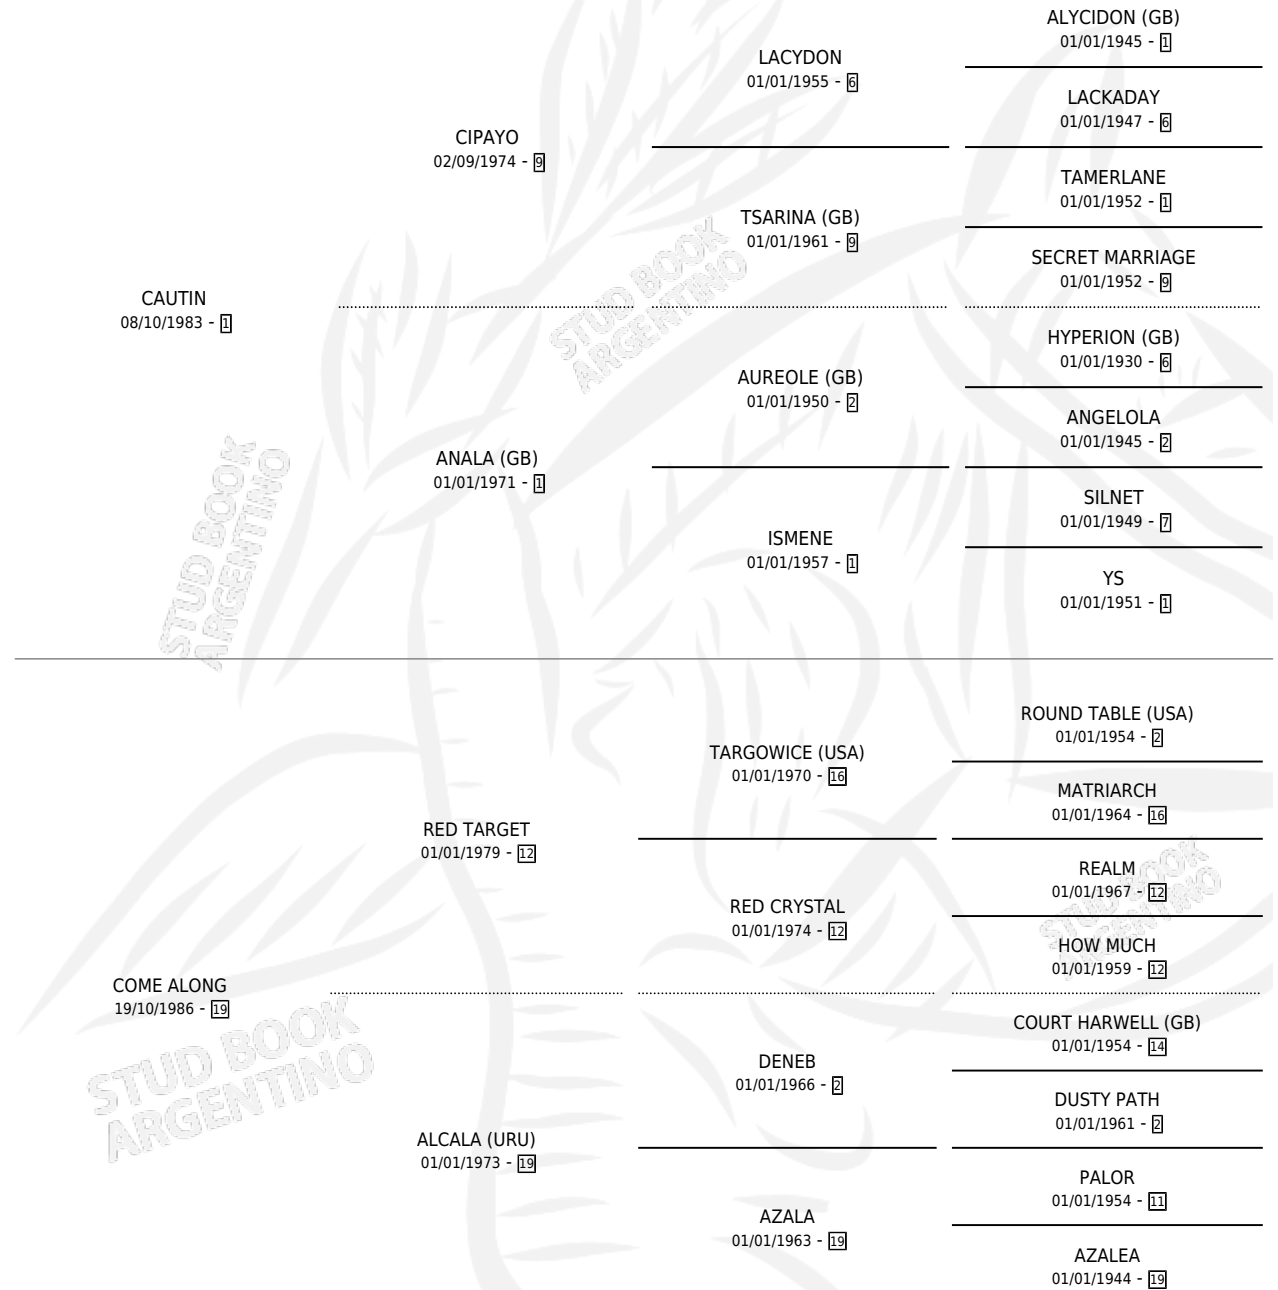 ALYCIDON (GB)
01/01/1945 - 1
LACYDON
01/01/1955 - 6
LACKADAY
01/01/1947 - 6
CIPAYO
02/09/1974 - 9
TAMERLANE
01/01/1952 - 1
TSARINA (GB)
01/01/1961 - 9
SECRET MARRIAGE
01/01/1952 - 9
CAUTIN
08/10/1983 - 1
STUD BOOK
ARGENTINO
HYPERION (GB)
01/01/1930 - 6
AUREOLE (GB)
01/01/1950 - 2
ANGELOLA
01/01/1945 - 2
ANALA (GB)
01/01/1971 - 1
SILNET
01/01/1949 - 7
ISMENE
01/01/1957 - 1
YS
01/01/1951 - 1
STUD BOOK
ARGENTINO
ROUND TABLE (USA)
01/01/1954 - 2
TARGOWICE (USA)
01/01/1970 - 16
MATRIARCH
01/01/1964 - 16
RED TARGET
01/01/1979 - 12
REALM
01/01/1967 - 12
RED CRYSTAL
01/01/1974 - 12
STUD BOOK
ARGENTINO
HOW MUCH
01/01/1959 - 12
COME ALONG
19/10/1986 - 19
STUD BOOK
ARGENTINO
COURT HARWELL (GB)
01/01/1954 - 14
DENEB
01/01/1966 - 2
DUSTY PATH
01/01/1961 - 2
ALCALA (URU)
01/01/1973 - 19
PALOR
01/01/1954 - 11
AZALA
01/01/1963 - 19
AZALEA
01/01/1944 - 19